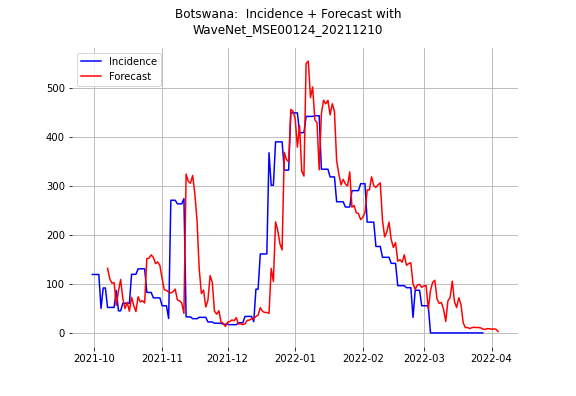 Botswana:  Incidence + Forecast with
WaveNet_MSE00124_20211210
Incidence
Forecast
500
400
300
200
100
0
2021-10 2021-11 2021-12 2022-01 2022-02 2022-03 2022-04